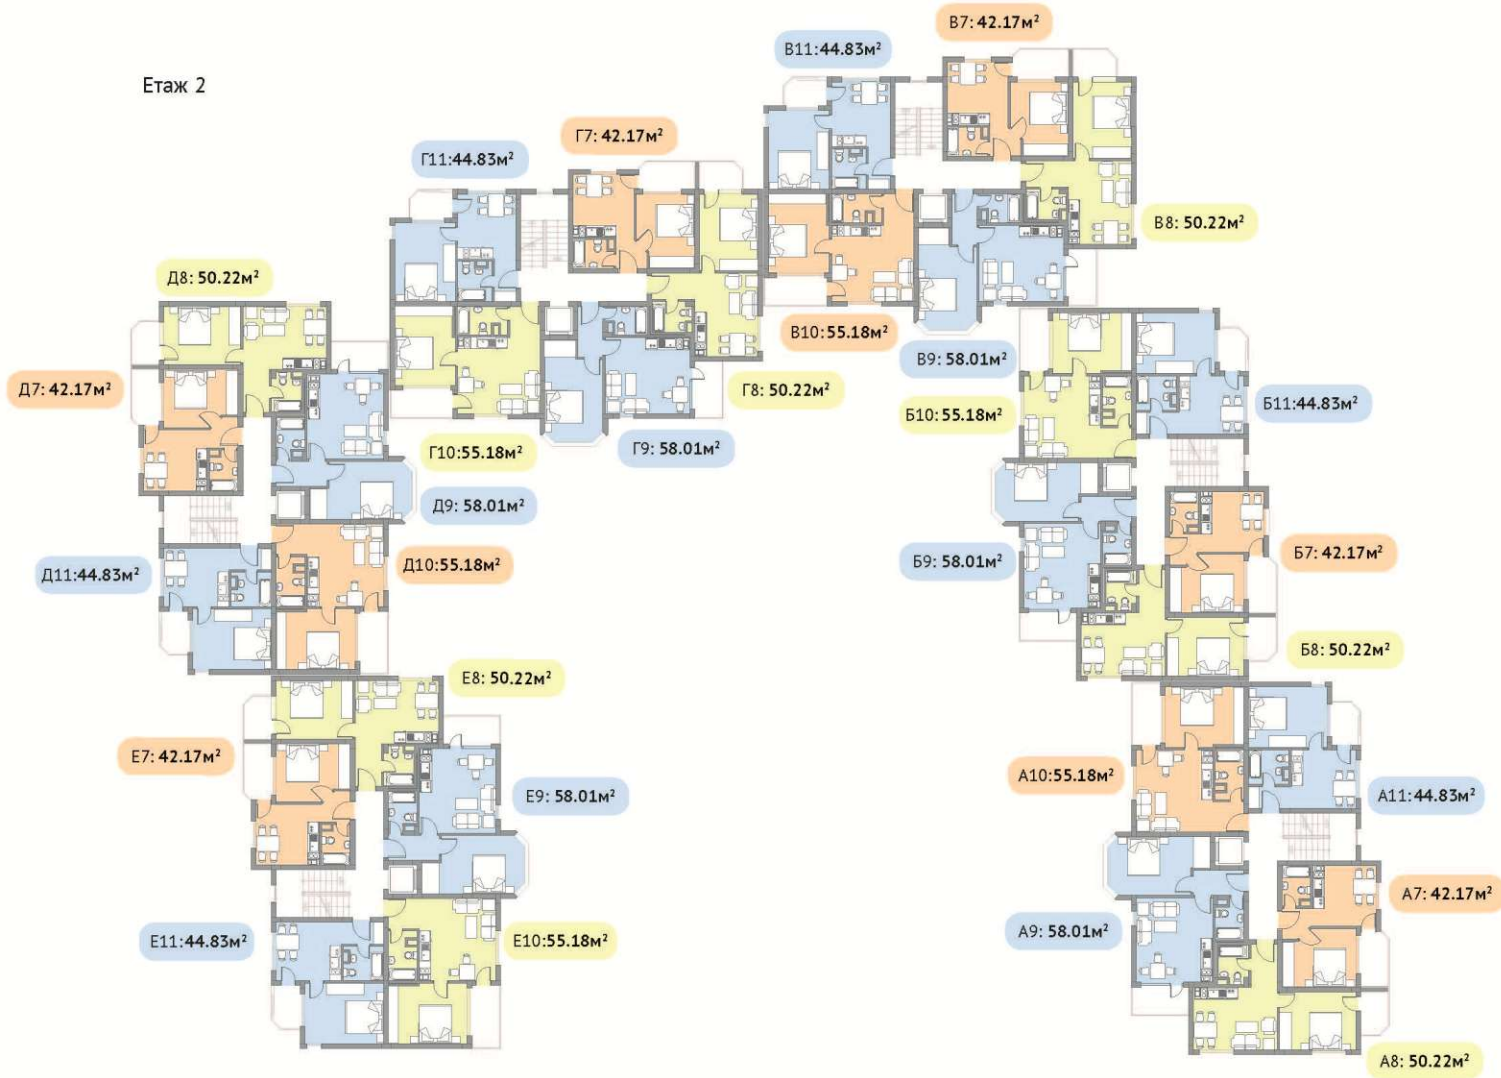 Етаж 2
В7: 42.17м²
В11:44.83м²
Г7: 42.17м²
Г11:44.83м²
В8: 50.22м²
Д8: 50.22м²
В10:55.18м²
В9: 58.01м²
Д7: 42.17м²
Г8: 50.22м²
Б10:55.18м²
Б11:44.83м²
Г10:55.18м²
Г9: 58.01м²
Д9: 58.01м²
Д11:44.83м²
Д10:55.18м²
Б9: 58.01м²
Б7: 42.17м²
Б8: 50.22м²
Е8: 50.22м²
Е7: 42.17м²
Е9: 58.01м²
А10:55.18м²
А11:44.83м²
А7: 42.17м²
Е11:44.83м²
Е10:55.18м²
А9: 58.01м²
А8: 50.22м²